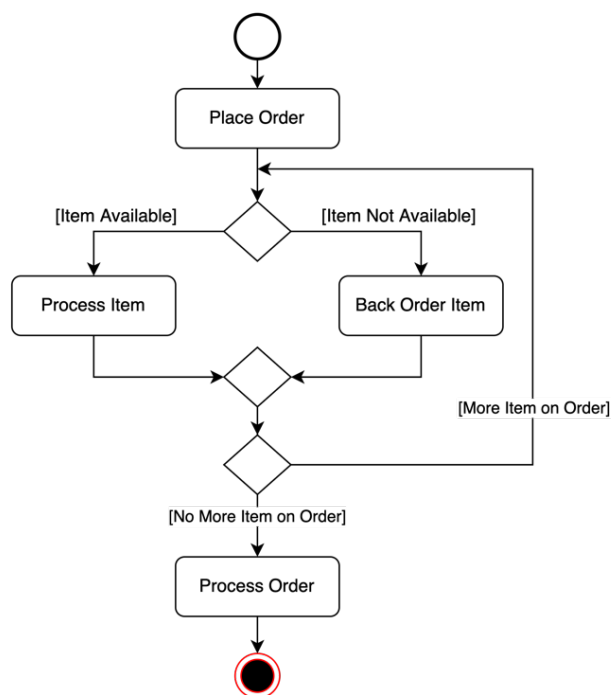 Place Order
[Item Available]
[Item Not Available]
Process Item
Back Order Item
[More Item on Order]
[No More Item on Order]
Process Order